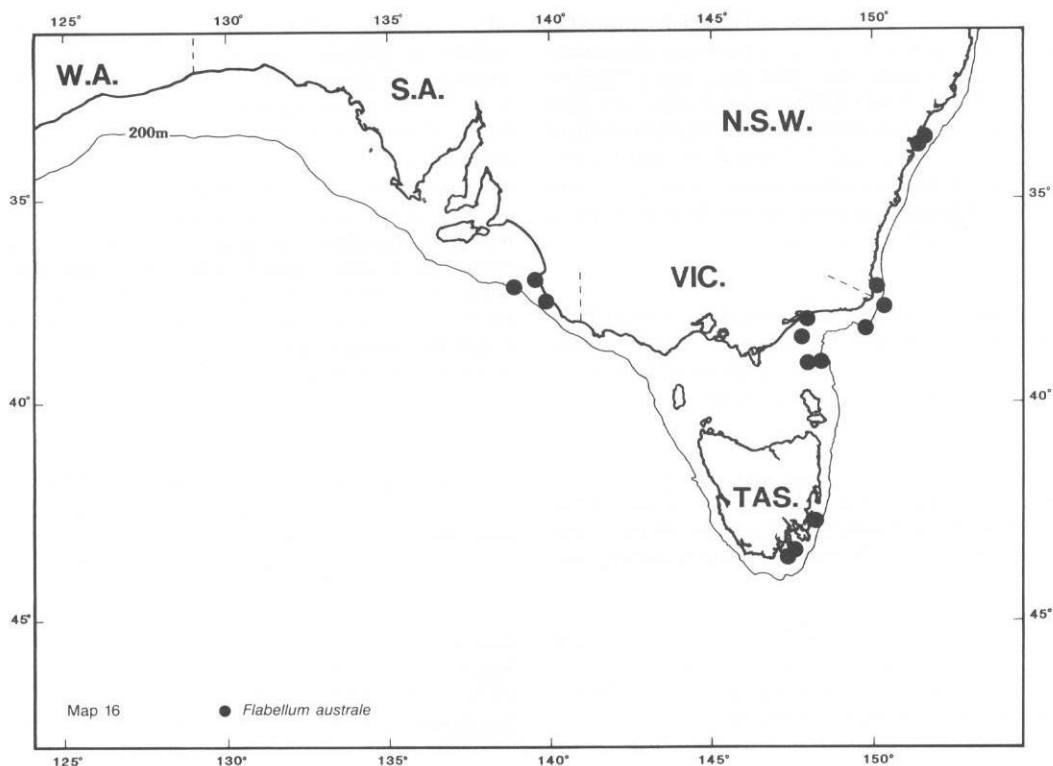 125° 130° 135° 140° 145° 150°
W.A.
S.A.
N.S.W.
200m
35° 35°
VIC.
40° 40°
TAS.
45° 45°
Map 16 ● Flabellum australe
125° 130° 135° 140° 145° 150°